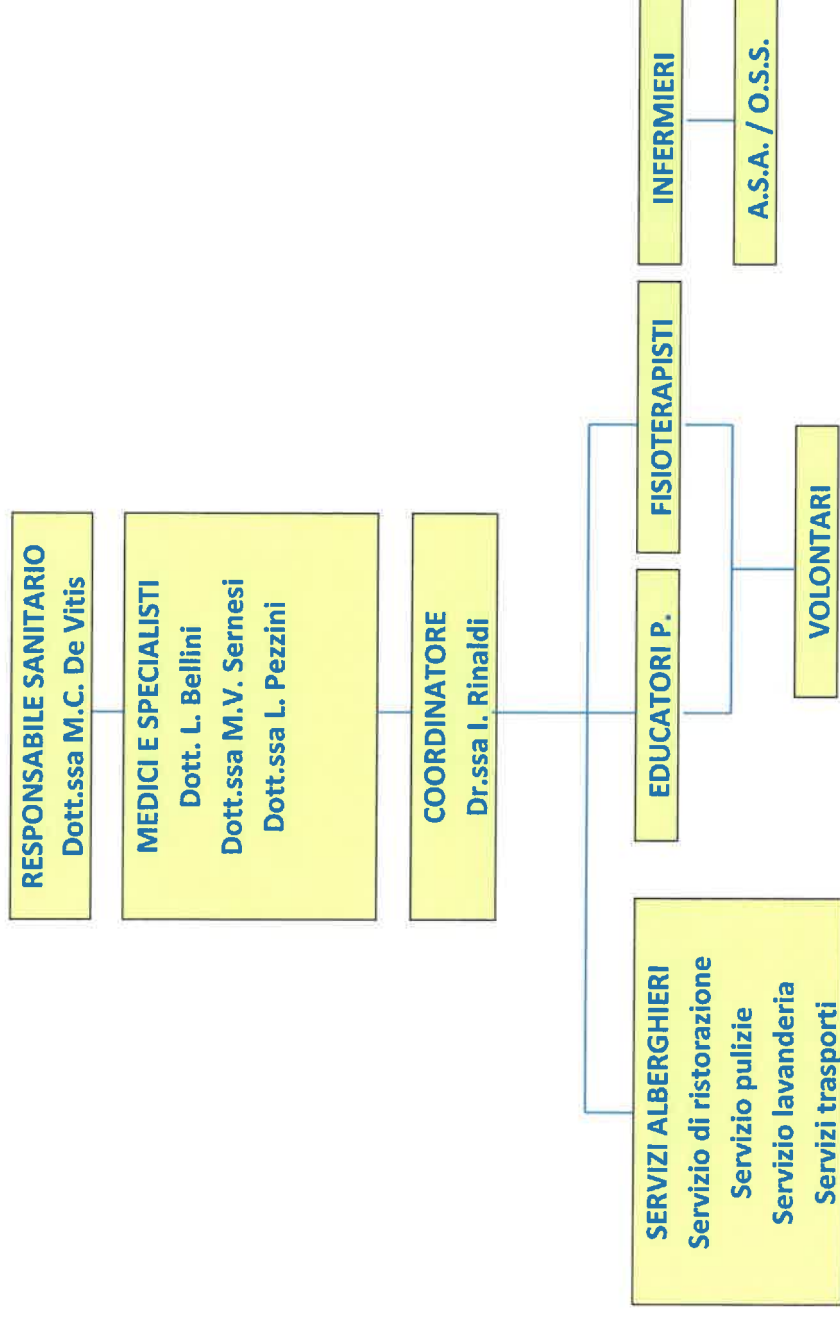 RESPONSABILE SANITARIO
Dott.ssa M.C. De Vitis
MEDICI E SPECIALISTI
Dott. L. Bellini
Dott.ssa M.V. Sernesi
Dott.ssa L. Pezzini
COORDINATORE
Dr.ssa I. Rinaldi
SERVIZI ALBERGHIERI
Servizio di ristorazione
Servizio pulizie
Servizio lavanderia
Servizi trasporti
EDUCATORI P.
FISIOTERAPISTI
INFERMIERI
A.S.A. / O.S.S.
VOLONTARI